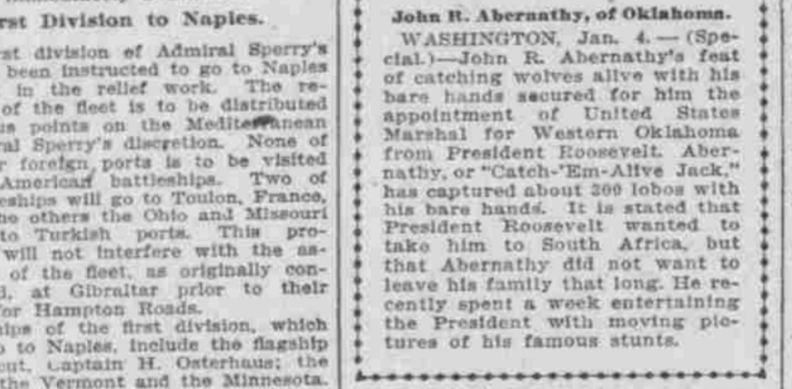 rst Division to Naples.
rst division of Admiral Sperry's
been instructed to go to Naples
in the relief work. The re-
of the fleet is to be distributed
us points on the Mediterranean
ral Sperry's discretion. None of
r foreign ports is to be visited
American battleships. Two of
eships will go to Toulon, France,
he others the Ohio and Missouri
to Turkish ports. This pro-
will not interfere with the as-
of the fleet, as originally con-
d, at Gibraltar prior to their
for Hampton Roads.
hips of the first division, which
o to Naples, include the flagship
cut, Captain H. Osterhaus; the
the Vermont and the Minnesota.
John R. Abernathy, of Oklahoma.
WASHINGTON, Jan. 4. — (Spe-
cial.)—John R. Abernathy's feat
of catching wolves alive with his
bare hands secured for him the
appointment of United States
Marshal for Western Oklahoma
from President Roosevelt. Aber-
nathy, or "Catch-'Em-Alive Jack,"
has captured about 300 lobos with
his bare hands. It is stated that
President Roosevelt wanted to
take him to South Africa, but
that Abernathy did not want to
leave his family that long. He re-
cently spent a week entertaining
the President with moving pic-
tures of his famous stunts.